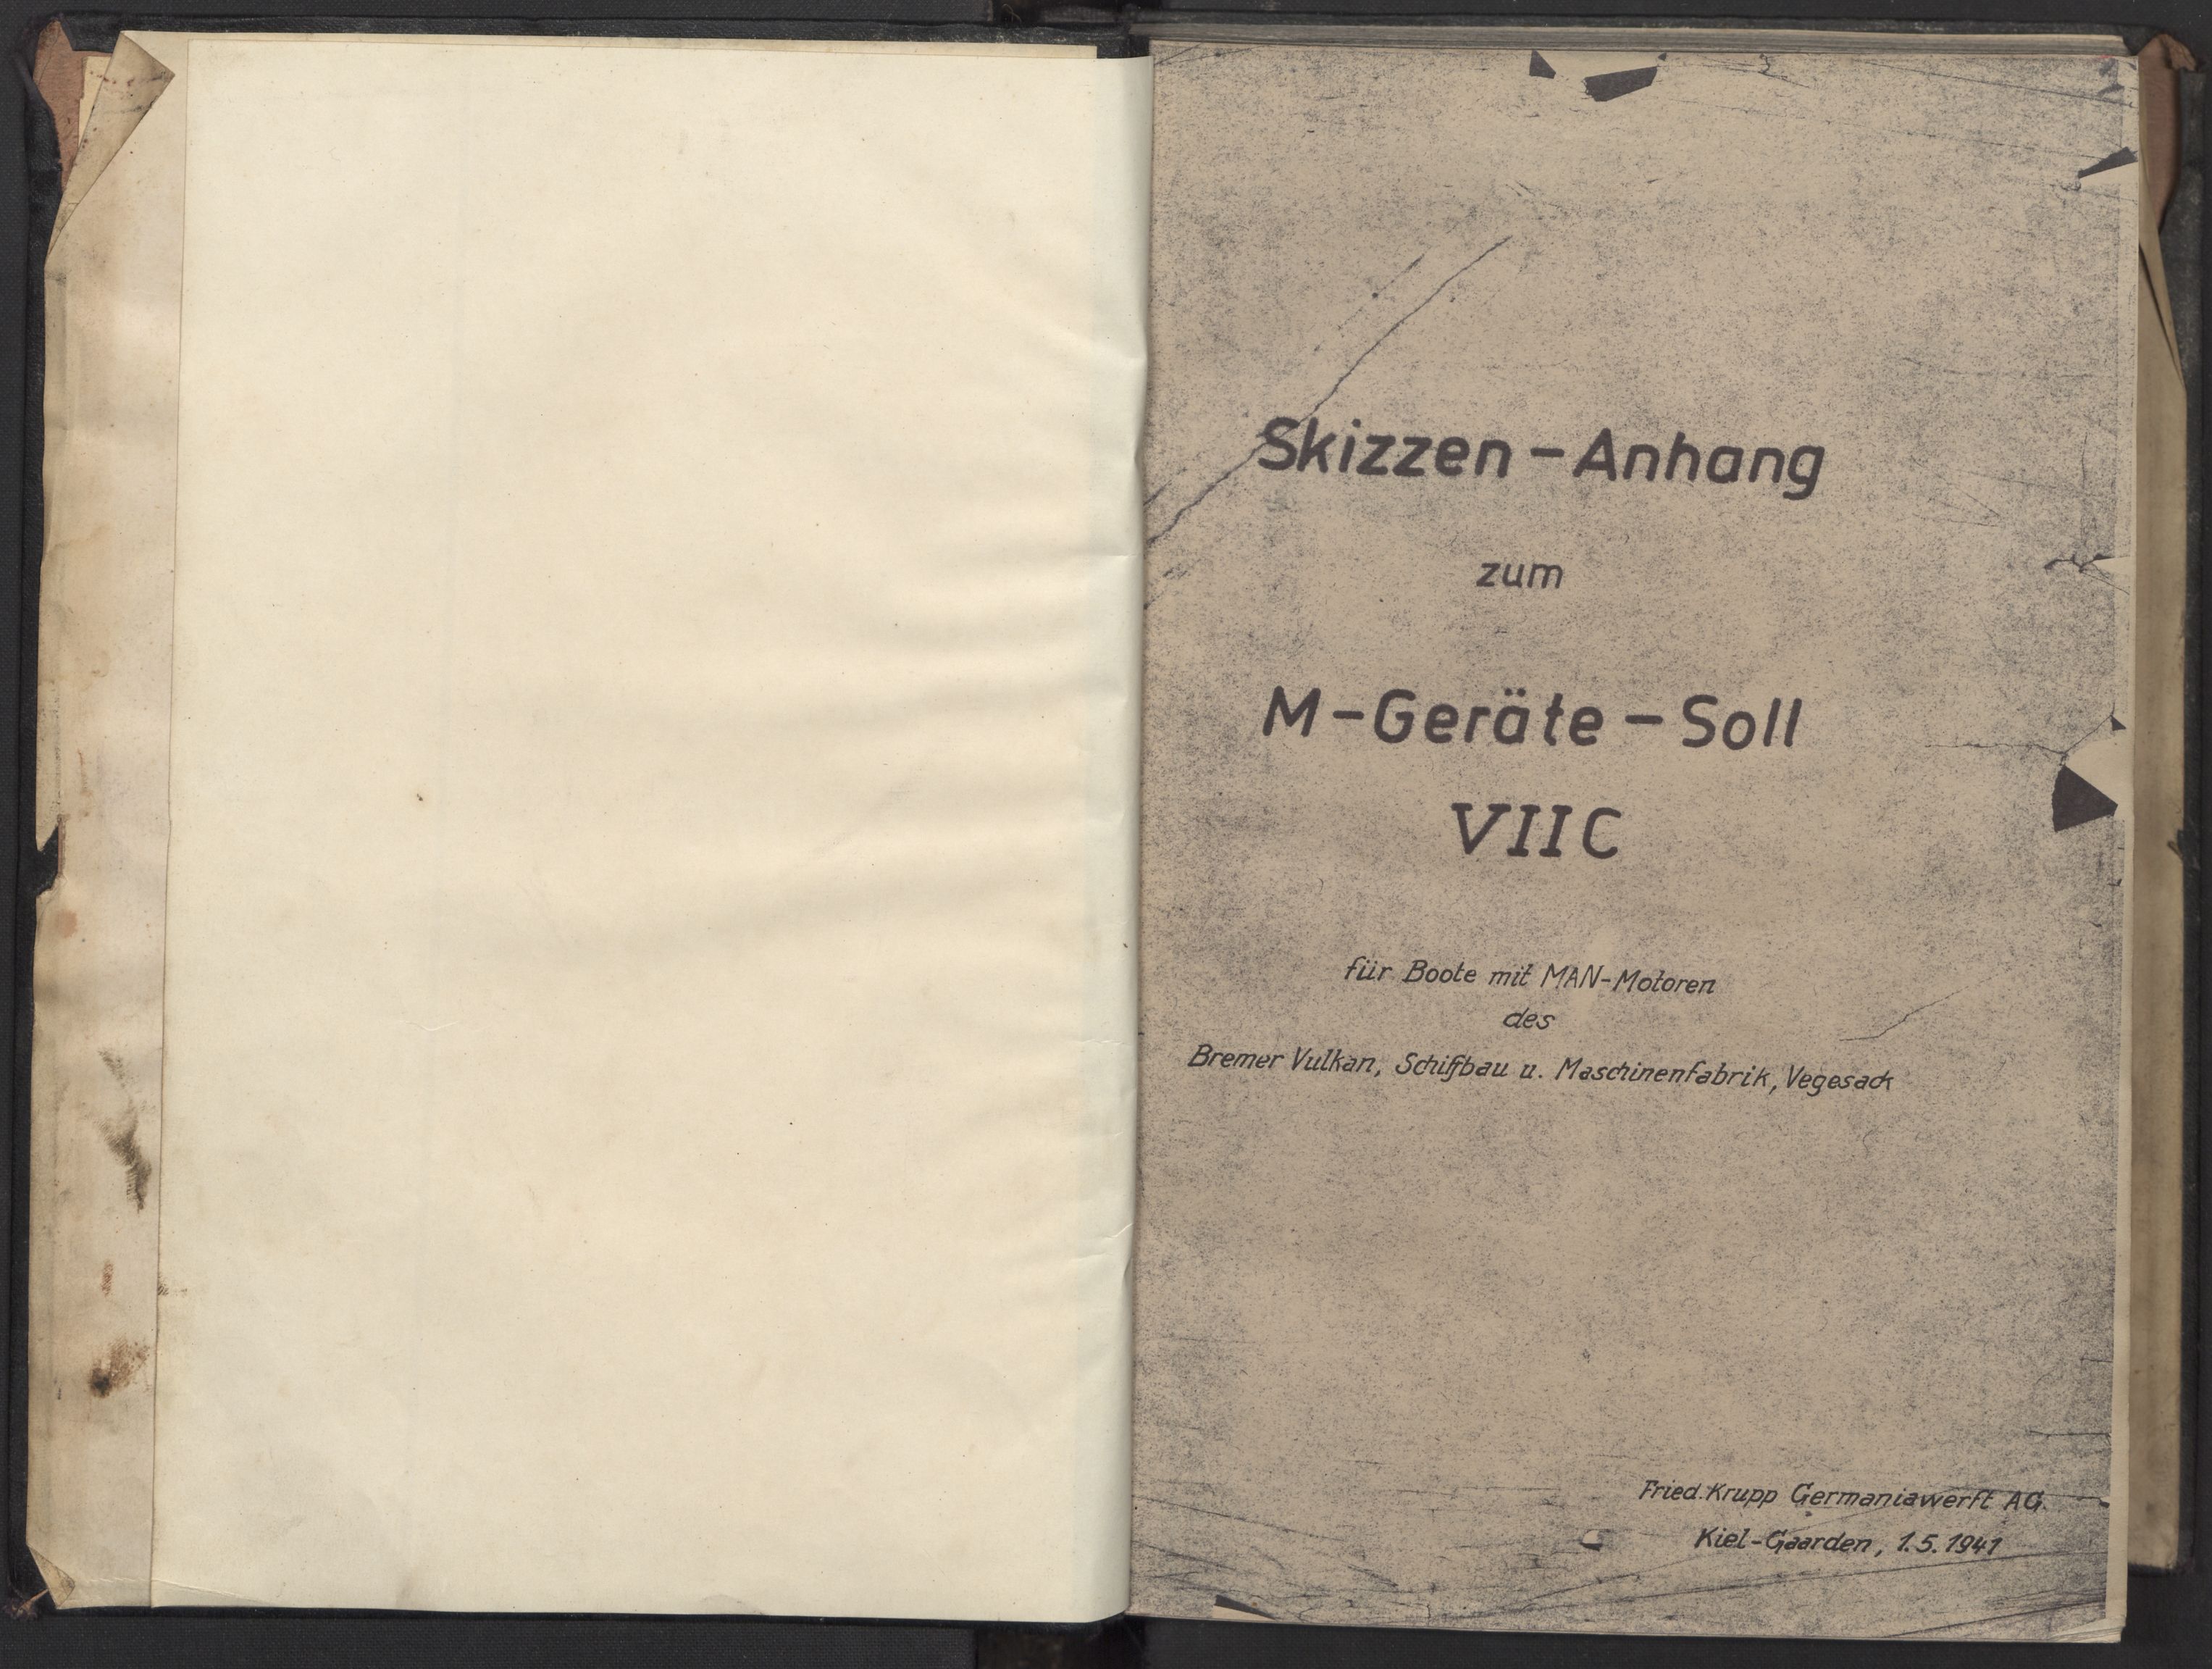 Skizzen - Anhang
zum
M - Geräte - Soll
VII C
für Boote mit MAN-Motoren
des
Bremer Vulkan, Schiffbau u. Maschinenfabrik, Vegesack
Fried. Krupp Germaniawerft AG.
Kiel-Gaarden, 1.5.1941